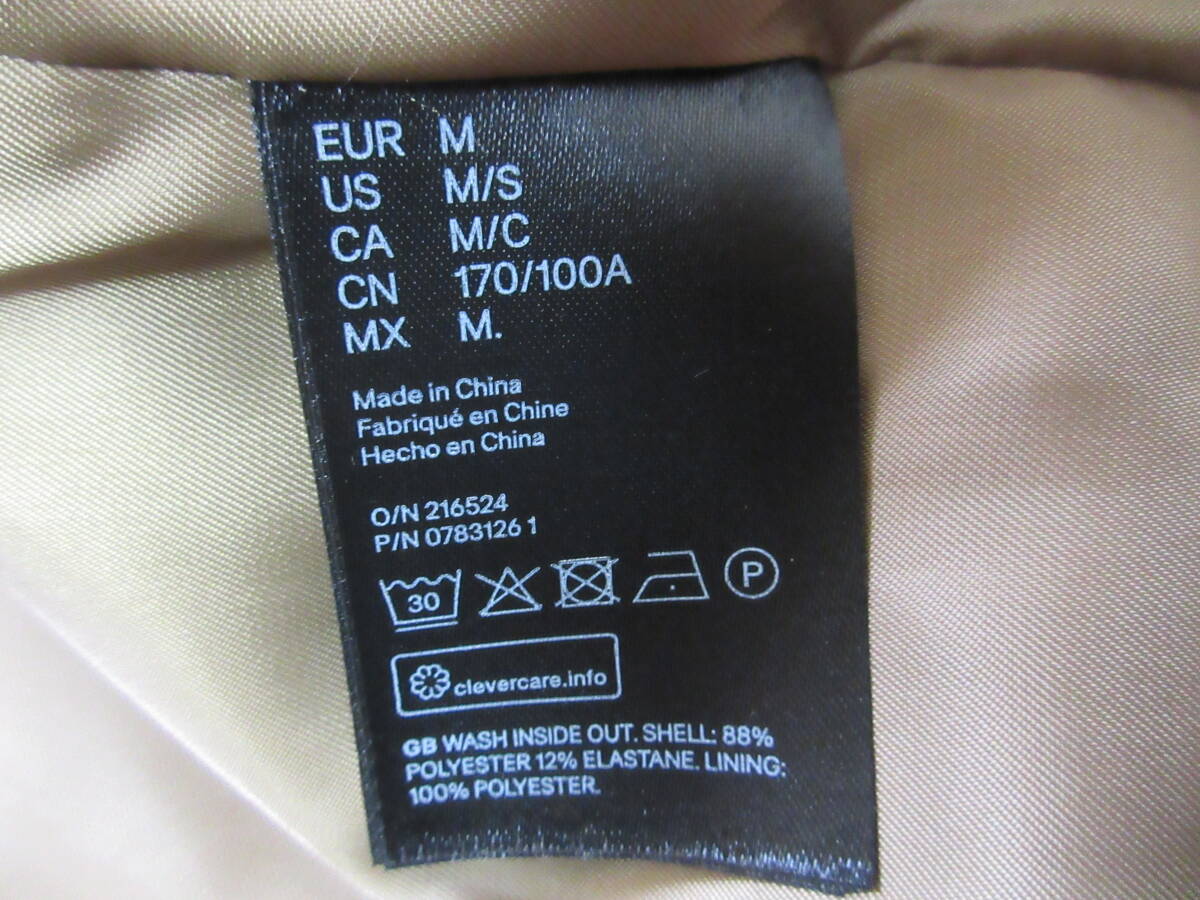 EUR M
US M/S
CA M/C
CN 170/100A
MX M.
Made in China
Fabriqué en Chine
Hecho en China
O/N 216524
P/N 0783126 1
30 P
clevercare.info
GB WASH INSIDE OUT. SHELL: 88%
POLYESTER 12% ELASTANE. LINING:
100% POLYESTER.